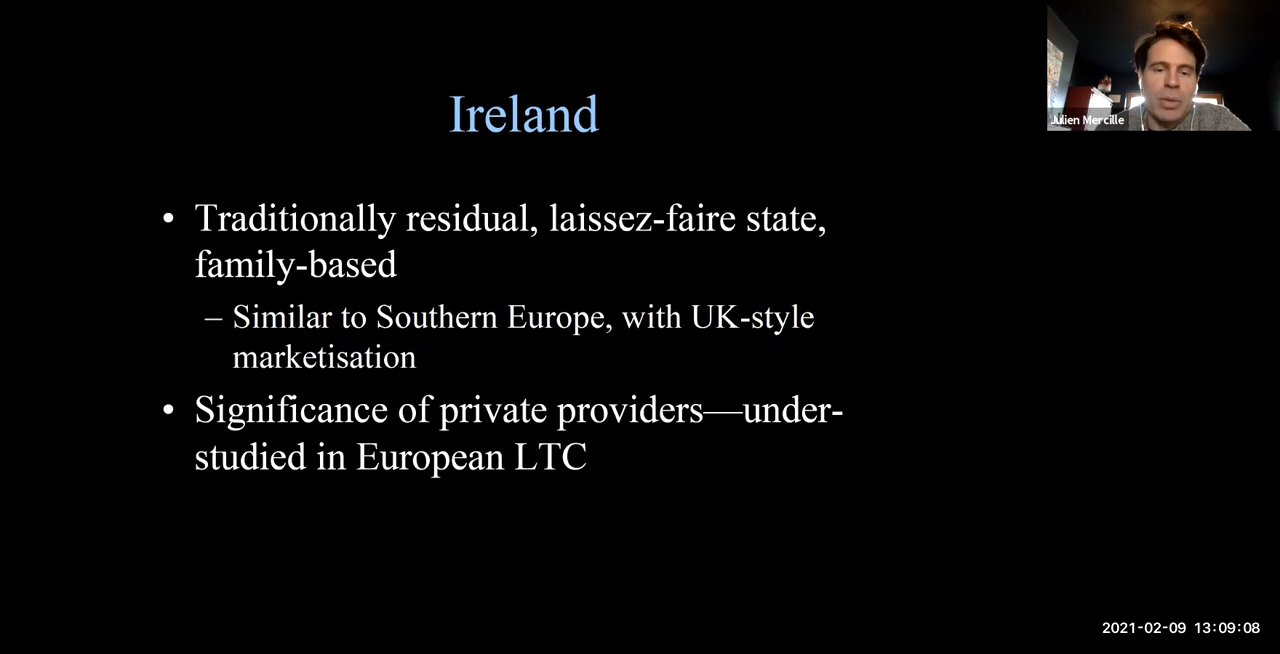 Ireland
Julien Mercille
• Traditionally residual, laissez-faire state,
family-based
– Similar to Southern Europe, with UK-style
marketisation
• Significance of private providers—under-
studied in European LTC
2021-02-09 13:09:08